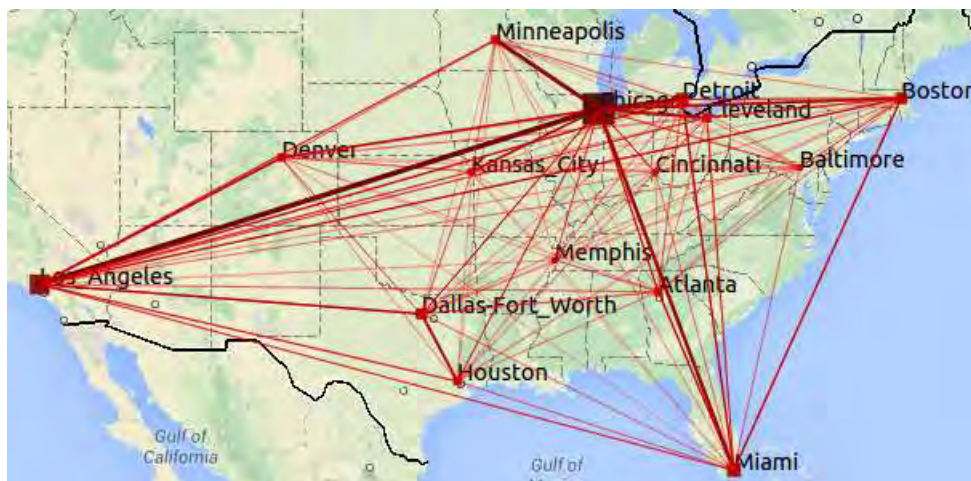 Minneapolis
Detroit
Boston
Chicago
Cleveland
Denver
Kansas_City
Cincinnati
Baltimore
Los_Angeles
Memphis
Atlanta
Dallas-Fort_Worth
Houston
Miami
Gulf of
California
Gulf of